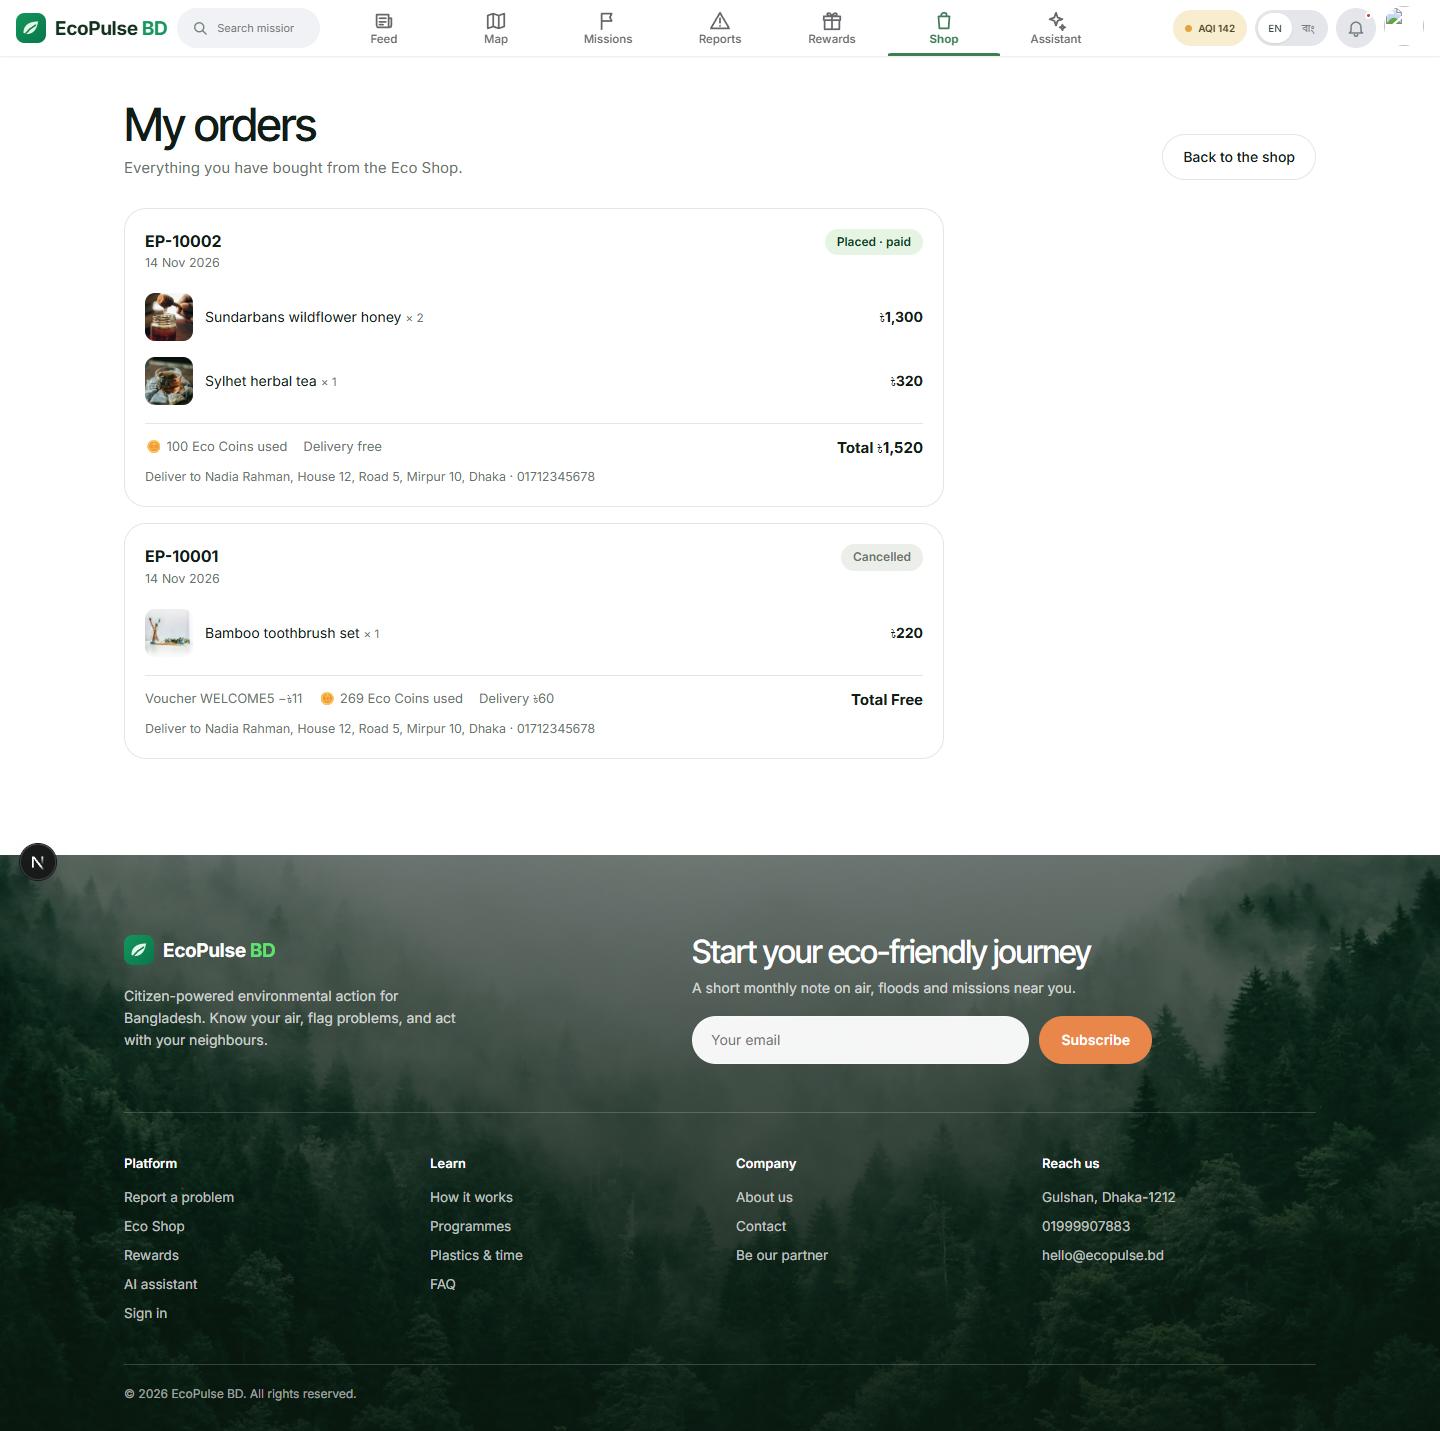 EcoPulse BD
Search missior
Feed
Map
Missions
Reports
Rewards
Shop
Assistant
AQI 142
EN
বাং
My orders
Everything you have bought from the Eco Shop.
Back to the shop
EP-10002
14 Nov 2026
Placed · paid
Sundarbans wildflower honey × 2
৳1,300
Sylhet herbal tea × 1
৳320
100 Eco Coins used Delivery free
Total ৳1,520
Deliver to Nadia Rahman, House 12, Road 5, Mirpur 10, Dhaka · 01712345678
EP-10001
14 Nov 2026
Cancelled
Bamboo toothbrush set × 1
৳220
Voucher WELCOME5 −৳11 269 Eco Coins used Delivery ৳60
Total Free
Deliver to Nadia Rahman, House 12, Road 5, Mirpur 10, Dhaka · 01712345678
N
EcoPulse BD
Citizen-powered environmental action for
Bangladesh. Know your air, flag problems, and act
with your neighbours.
Start your eco-friendly journey
A short monthly note on air, floods and missions near you.
Your email
Subscribe
Platform
Report a problem
Eco Shop
Rewards
AI assistant
Sign in
Learn
How it works
Programmes
Plastics & time
FAQ
Company
About us
Contact
Be our partner
Reach us
Gulshan, Dhaka-1212
01999907883
hello@ecopulse.bd
© 2026 EcoPulse BD. All rights reserved.